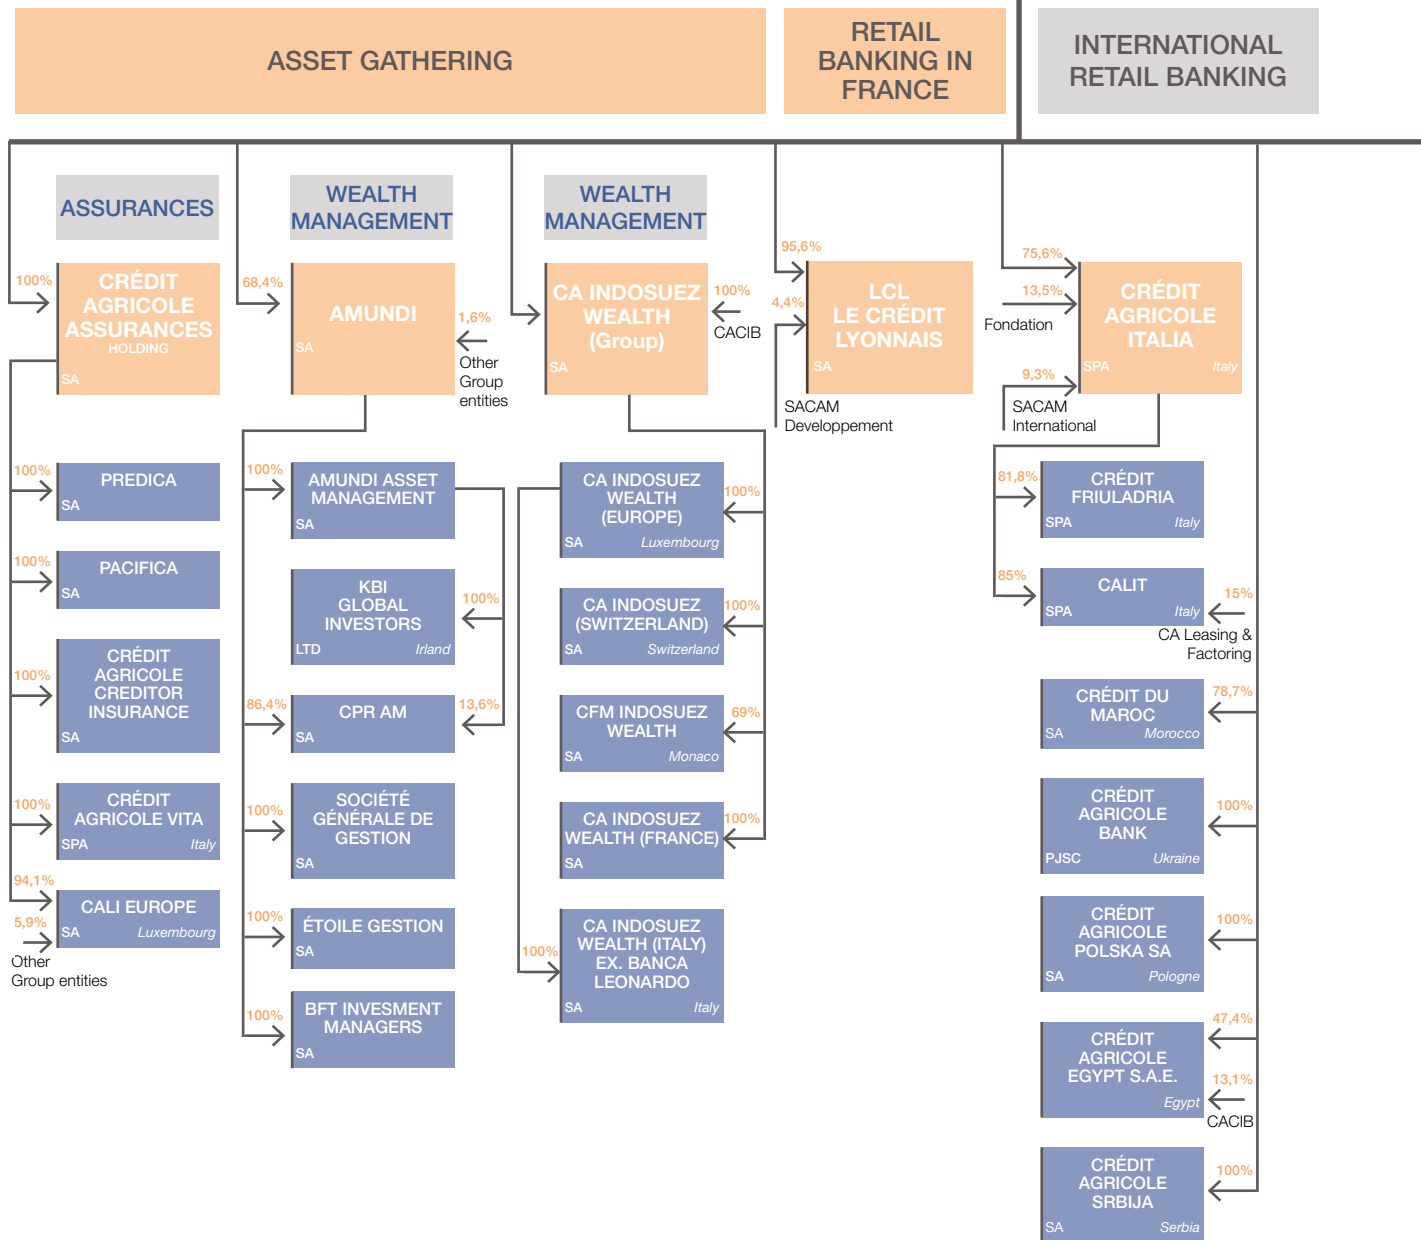 ASSET GATHERING
RETAIL
BANKING IN
FRANCE
INTERNATIONAL
RETAIL BANKING
ASSURANCES
100%
CRÉDIT
AGRICOLE
ASSURANCES
HOLDING
SA
100%
PREDICA
SA
100%
PACIFICA
SA
100%
CRÉDIT
AGRICOLE
CREDITOR
INSURANCE
SA
100%
CRÉDIT
AGRICOLE VITA
SPA
Italy
94,1%
CALI EUROPE
SA
Luxembourg
5,9%
Other
Group entities
WEALTH
MANAGEMENT
68,4%
AMUNDI
SA
1,6%
Other
Group
entities
100%
AMUNDI ASSET
MANAGEMENT
SA
KBI
GLOBAL
INVESTORS
LTD
Irland
100%
86,4%
CPR AM
SA
13,6%
100%
SOCIÉTÉ
GÉNÉRALE DE
GESTION
SA
100%
ÉTOILE GESTION
SA
100%
BFT INVESMENT
MANAGERS
SA
WEALTH
MANAGEMENT
CA INDOSUEZ
WEALTH
(Group)
SA
100%
CACIB
CA INDOSUEZ
WEALTH
(EUROPE)
SA
Luxembourg
100%
CA INDOSUEZ
(SWITZERLAND)
SA
Switzerland
100%
CFM INDOSUEZ
WEALTH
SA
Monaco
69%
CA INDOSUEZ
WEALTH (FRANCE)
SA
100%
100%
CA INDOSUEZ
WEALTH (ITALY)
EX. BANCA
LEONARDO
SA
Italy
95,6%
4,4%
LCL
LE CRÉDIT
LYONNAIS
SA
SACAM
Developpement
75,6%
13,5%
Fondation
CRÉDIT
AGRICOLE
ITALIA
SPA
Italy
9,3%
SACAM
International
81,8%
CRÉDIT
FRIULADRIA
SPA
Italy
85%
CALIT
SPA
Italy
15%
CA Leasing &
Factoring
CRÉDIT DU
MAROC
SA
Morocco
78,7%
CRÉDIT
AGRICOLE
BANK
PJSC
Ukraine
100%
CRÉDIT
AGRICOLE
POLSKA SA
SA
Pologne
100%
CRÉDIT
AGRICOLE
EGYPT S.A.E.
Egypt
47,4%
13,1%
CACIB
CRÉDIT
AGRICOLE
SRBIJA
SA
Serbia
100%